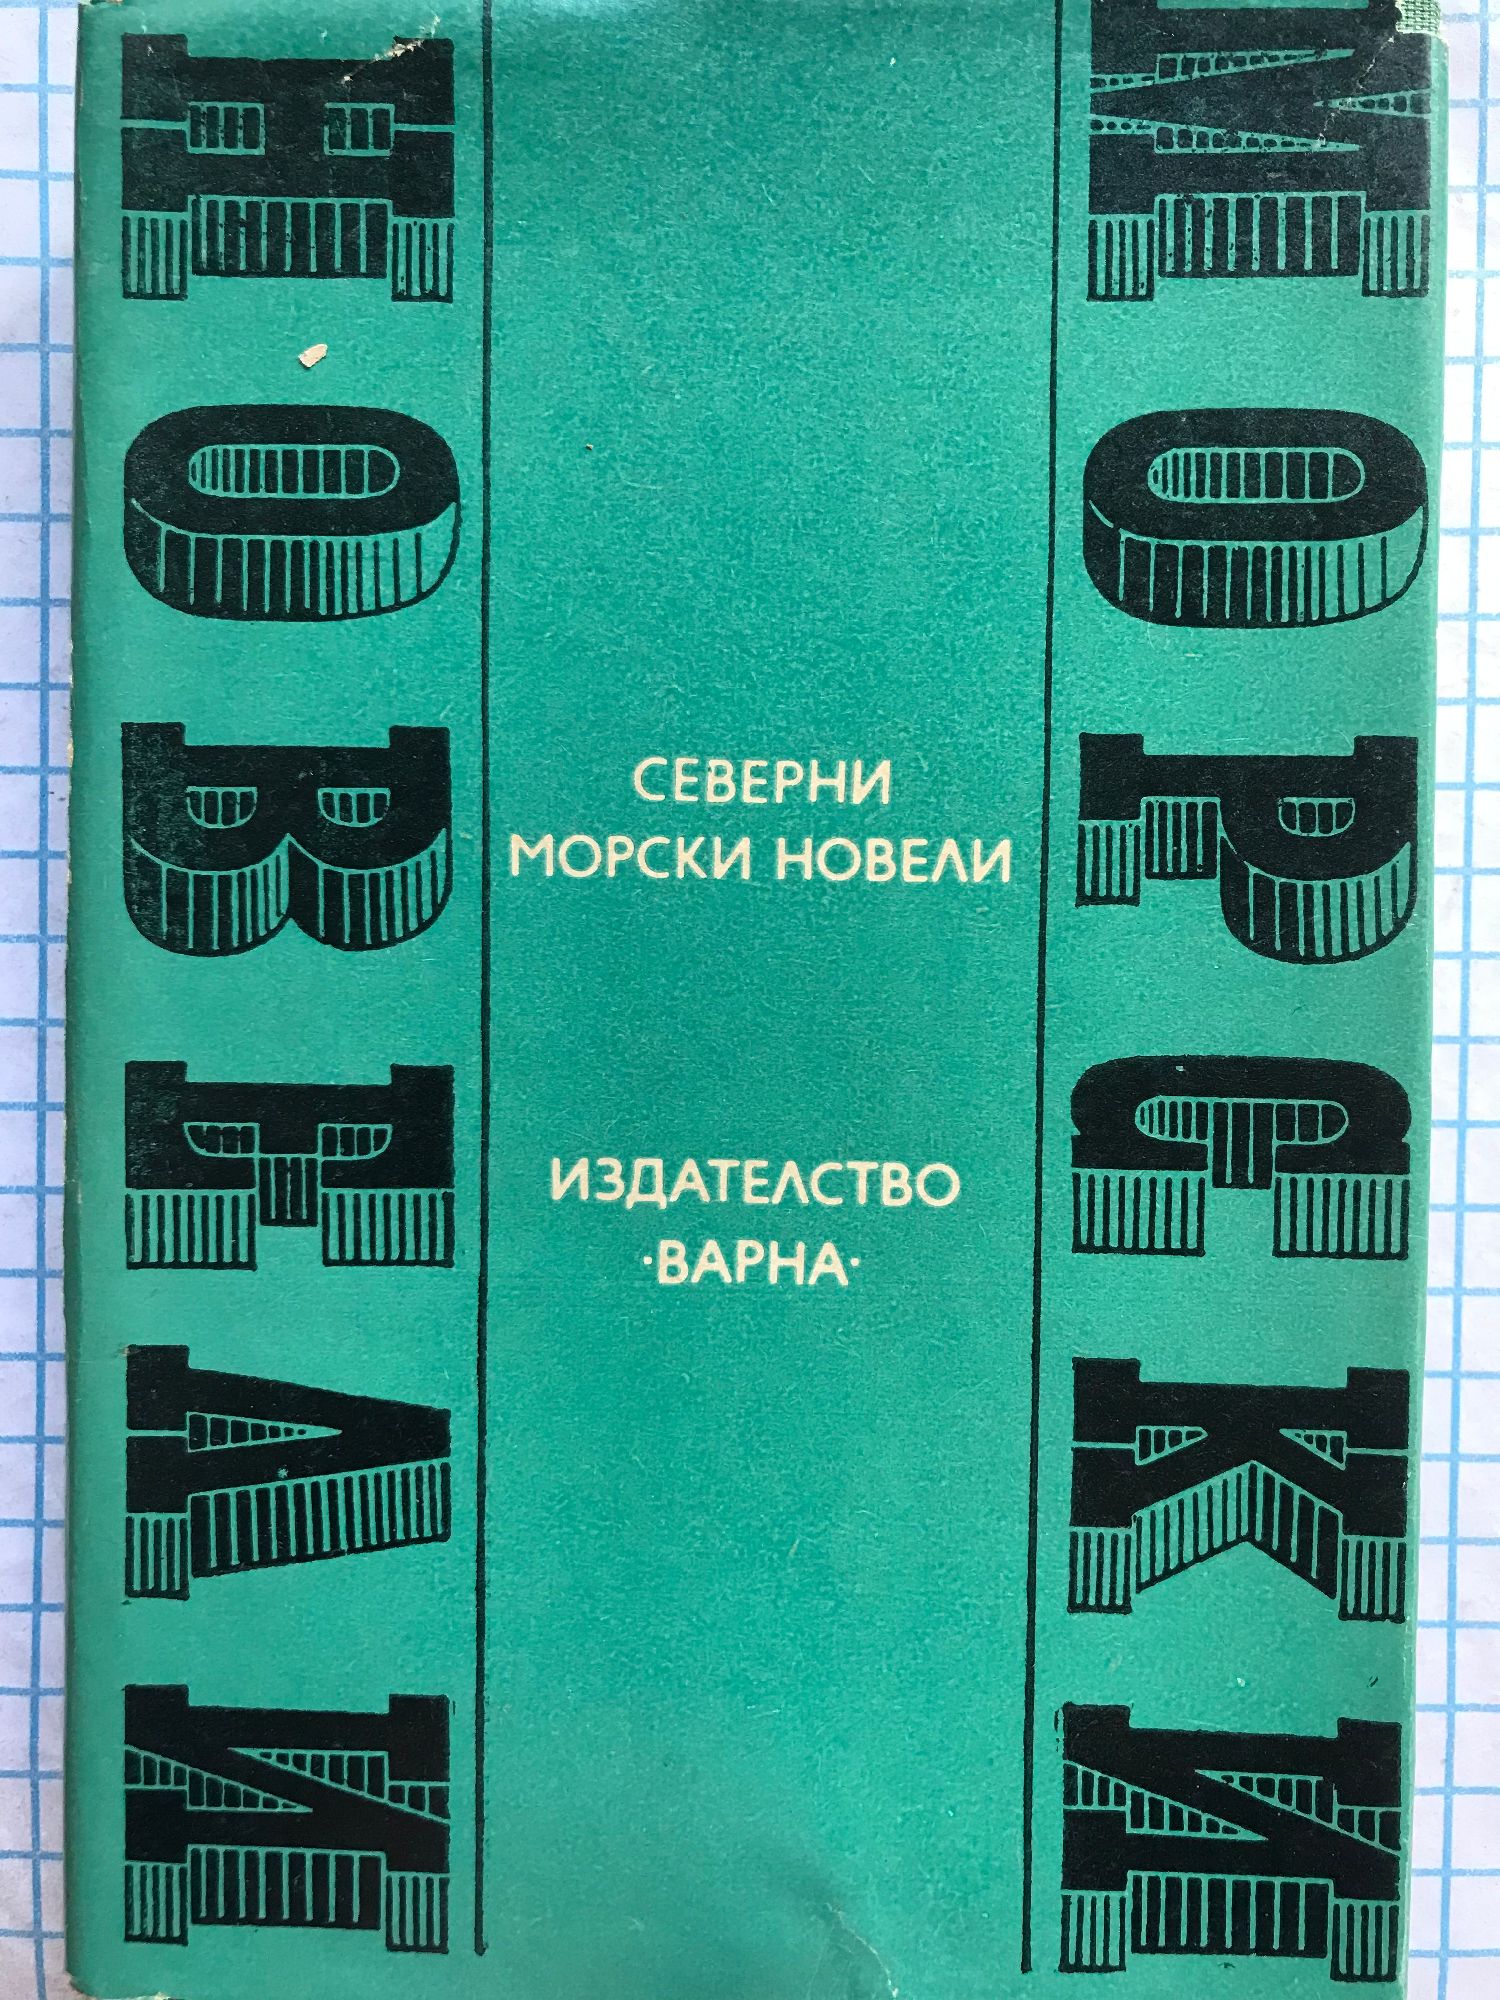 МОРСКИ
НОВЕЛИ
СЕВЕРНИ
МОРСКИ НОВЕЛИ
ИЗДАТЕЛСТВО
·ВАРНА·